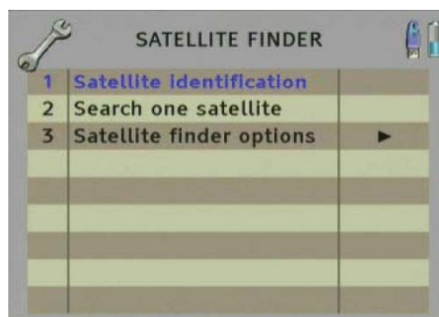 SATELLITE FINDER
1 Satellite identification
2 Search one satellite
3 Satellite finder options